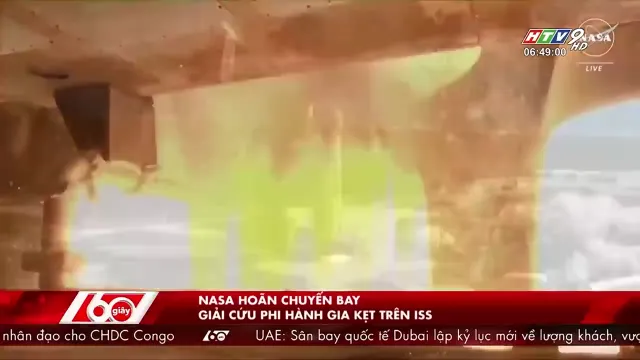 HTV9 HD
NASA
06:49:00
LIVE
60 giây
NASA HOÃN CHUYẾN BAY
GIẢI CỨU PHI HÀNH GIA KẸT TRÊN ISS
nhân đạo cho CHDC Congo 60 giây UAE: Sân bay quốc tế Dubai lập kỷ lục mới về lượng khách, vượ